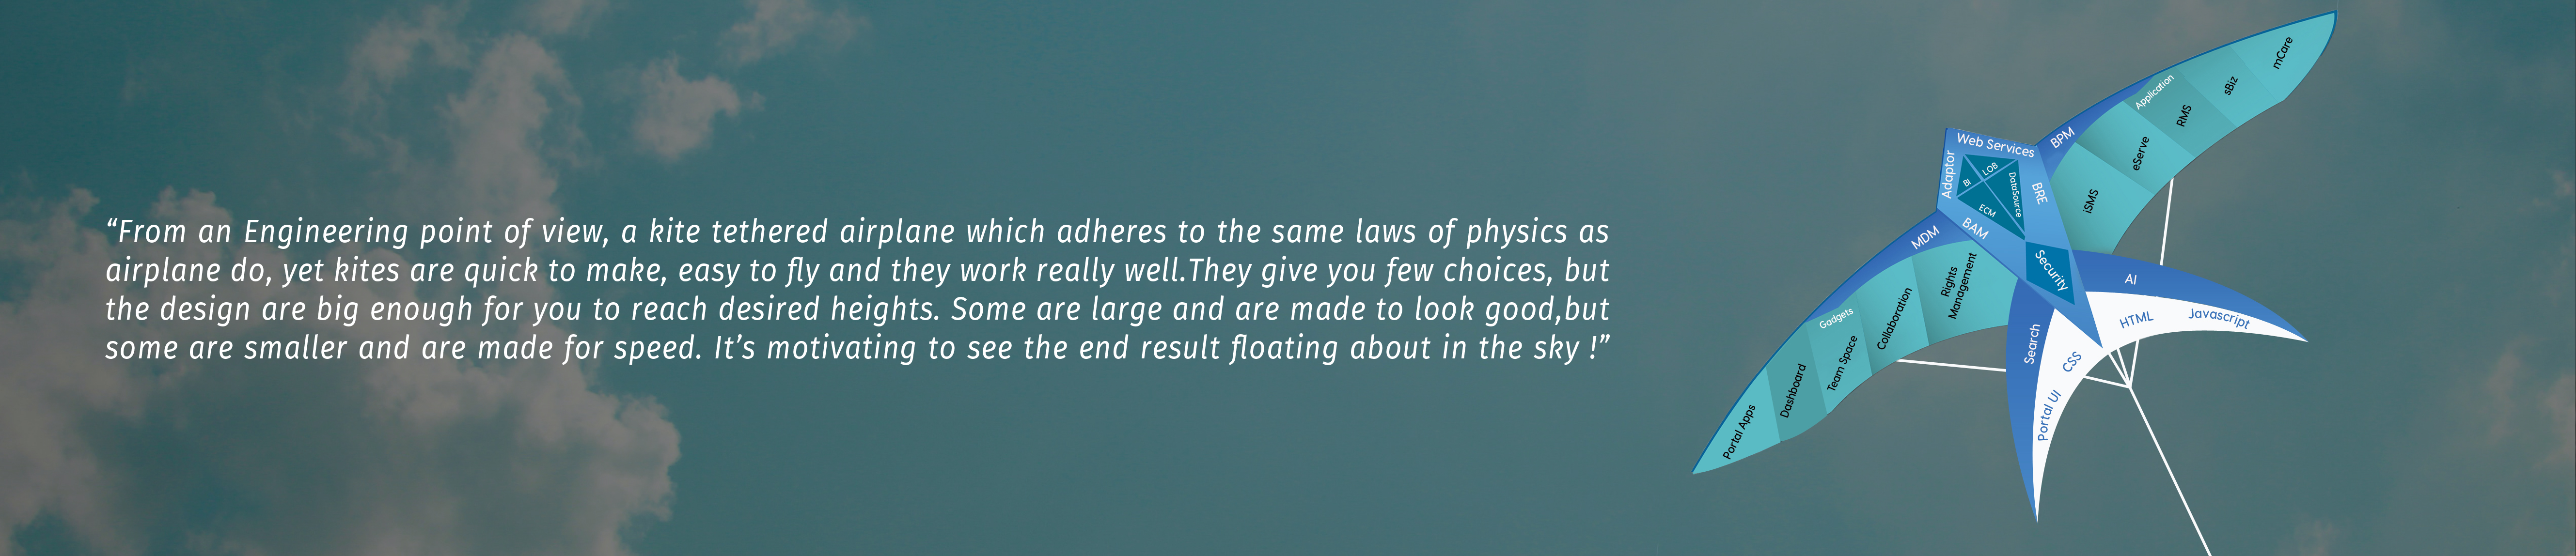 “From an Engineering point of view, a kite tethered airplane which adheres to the same laws of physics as
airplane do, yet kites are quick to make, easy to fly and they work really well.They give you few choices, but
the design are big enough for you to reach desired heights. Some are large and are made to look good,but
some are smaller and are made for speed. It’s motivating to see the end result floating about in the sky !”
mCare
sBiz
Application
RMS
eServe
iSMS
BPM
Web Services
Adaptor
LOB
BI
DataSource
ECM
BRE
BAM
MDM
Security
Rights
Management
Collaboration
Gadgets
Team Space
Dashboard
Portal Apps
AI
Search
HTML
Javascript
CSS
Portal UI